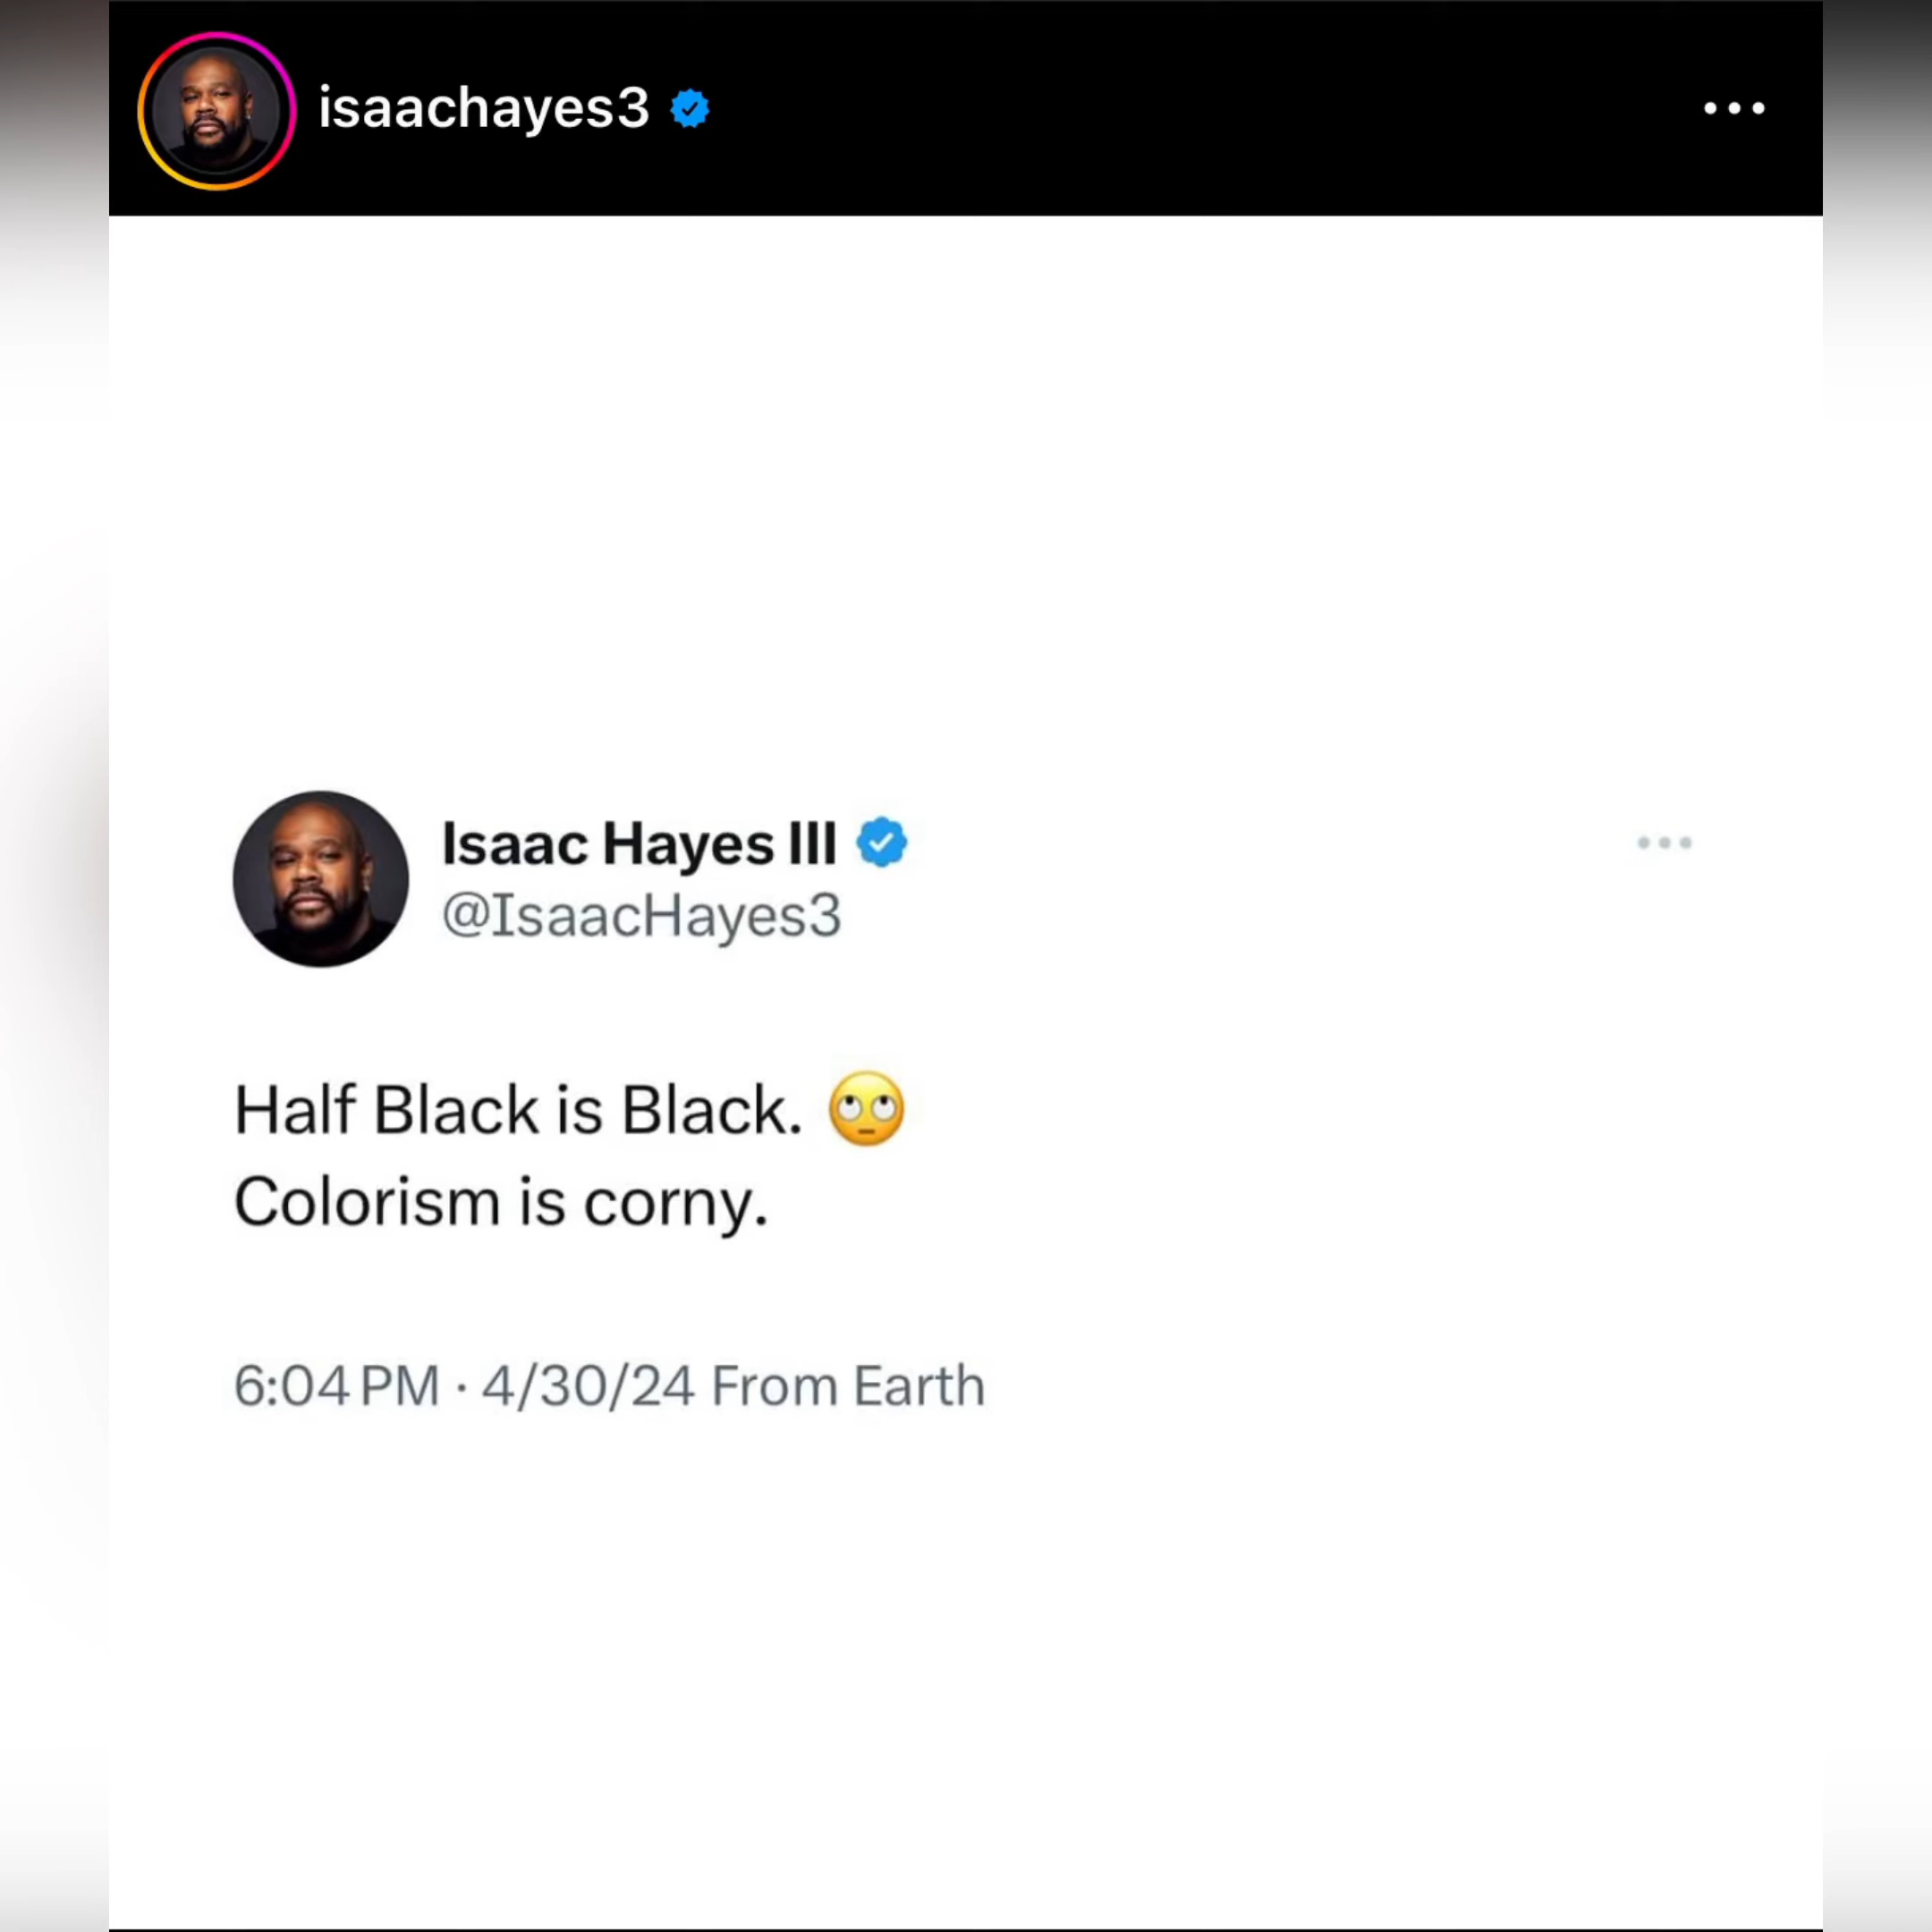 isaachayes3
Isaac Hayes III
@IsaacHayes3
Half Black is Black. 🙄
Colorism is corny.
6:04 PM · 4/30/24 From Earth